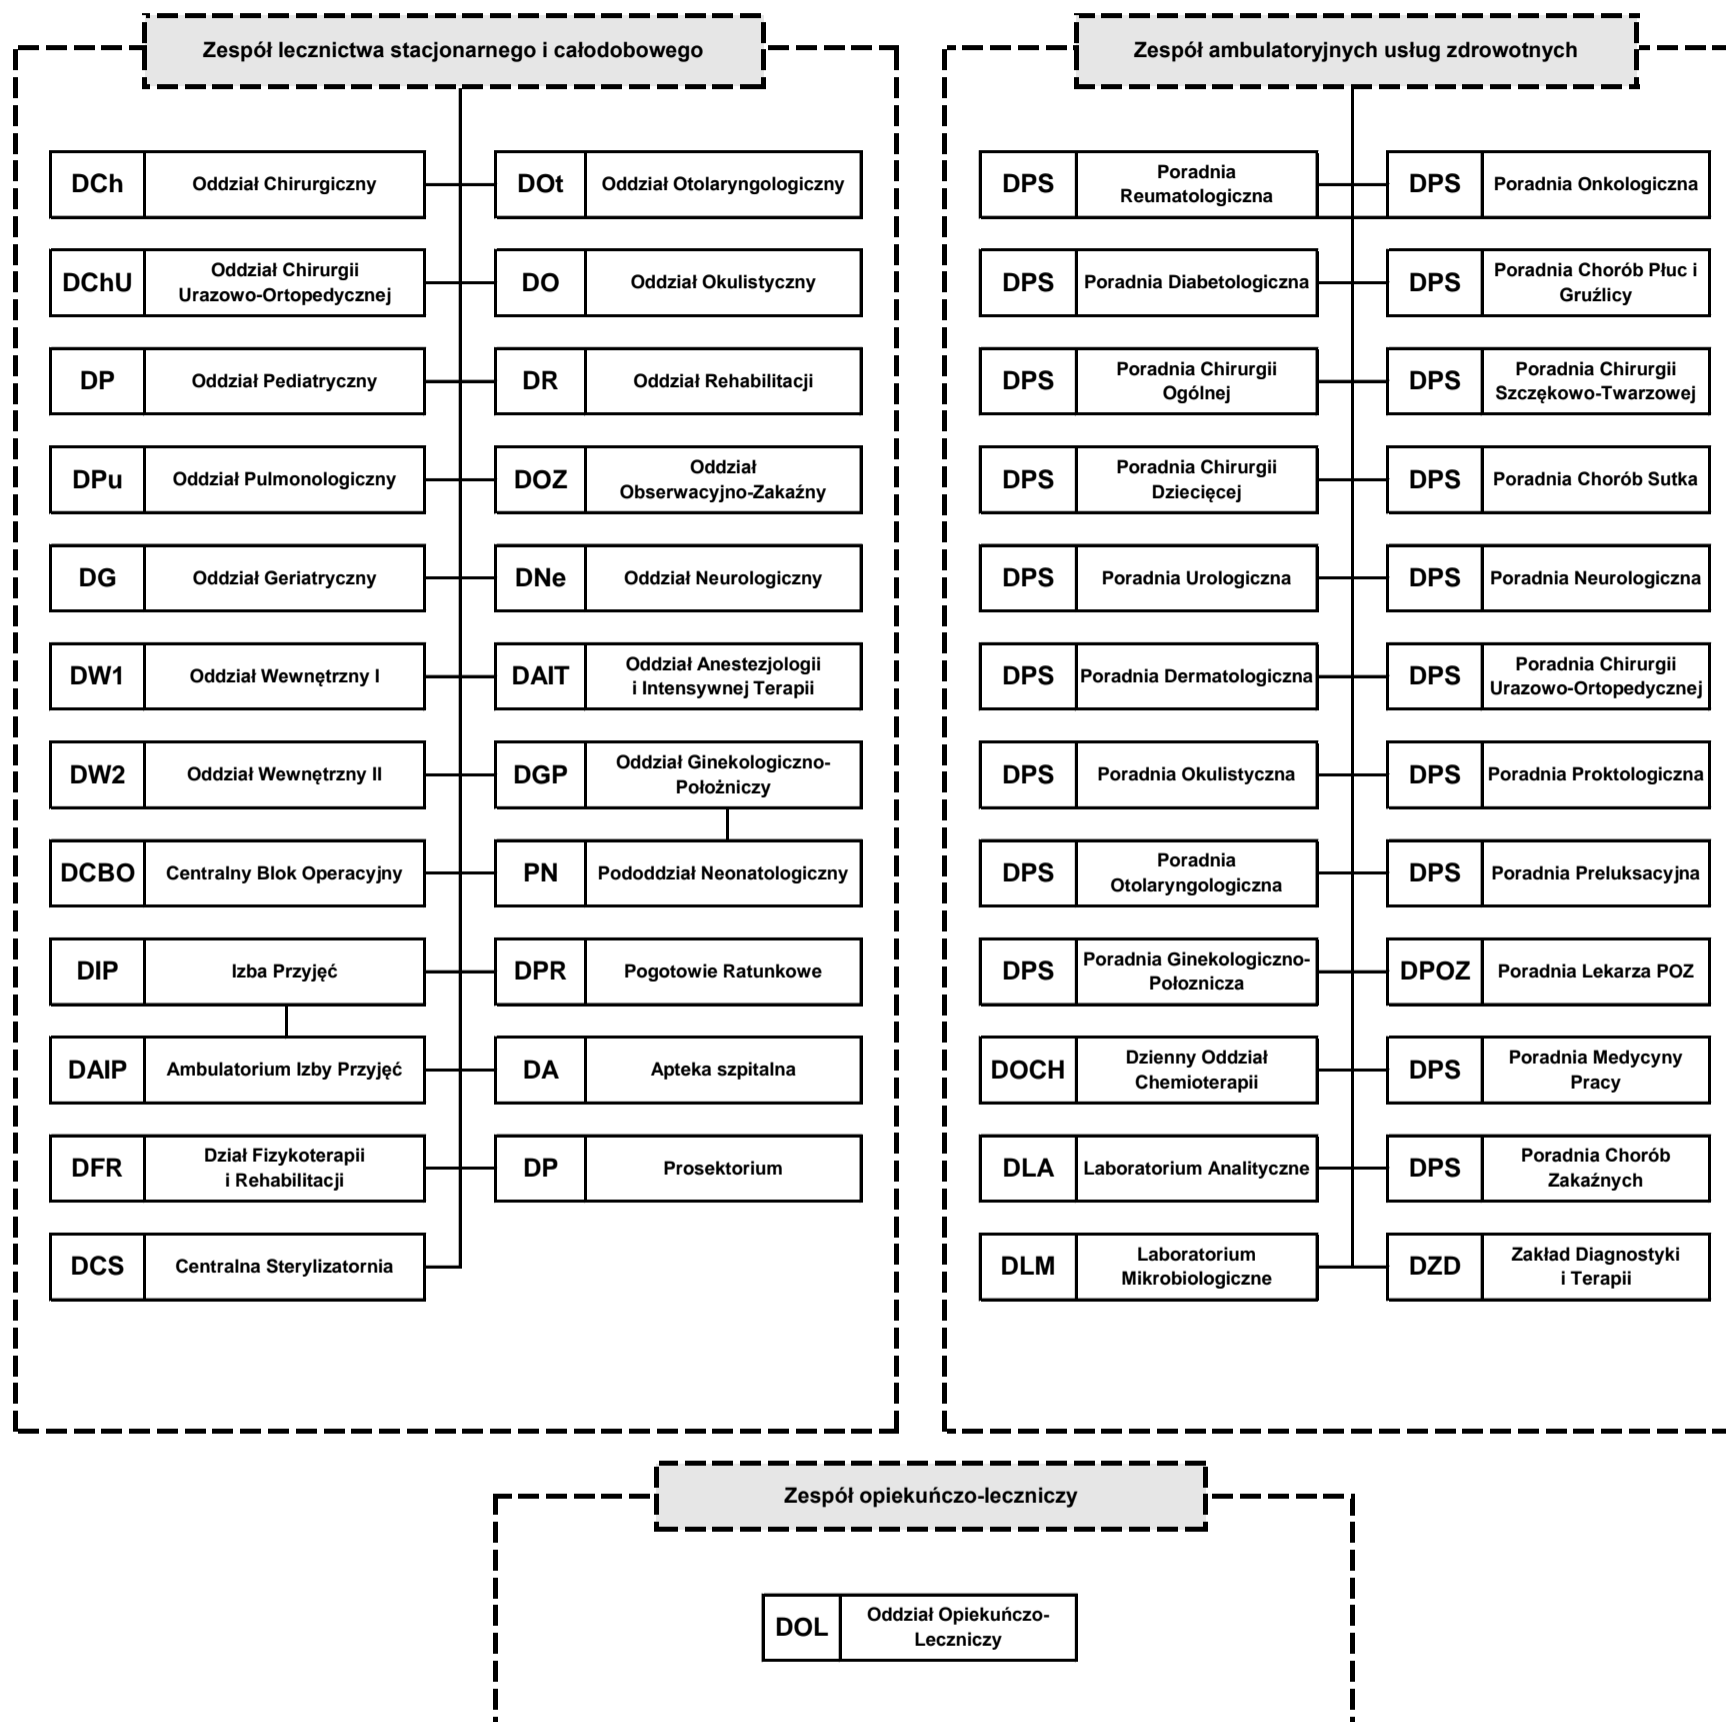 Zespół lecznictwa stacjonarnego i całodobowego
DCh
Oddział Chirurgiczny
DOt
Oddział Otolaryngologiczny
DChU
Oddział Chirurgii
Urazowo-Ortopedycznej
DO
Oddział Okulistyczny
DP
Oddział Pediatryczny
DR
Oddział Rehabilitacji
DPu
Oddział Pulmonologiczny
DOZ
Oddział
Obserwacyjno-Zakaźny
DG
Oddział Geriatryczny
DNe
Oddział Neurologiczny
DW1
Oddział Wewnętrzny I
DAIT
Oddział Anestezjologii
i Intensywnej Terapii
DW2
Oddział Wewnętrzny II
DGP
Oddział Ginekologiczno-
Położniczy
DCBO
Centralny Blok Operacyjny
PN
Pododdział Neonatologiczny
DIP
Izba Przyjęć
DPR
Pogotowie Ratunkowe
DAIP
Ambulatorium Izby Przyjęć
DA
Apteka szpitalna
DFR
Dział Fizykoterapii
i Rehabilitacji
DP
Prosektorium
DCS
Centralna Sterylizatornia
Zespół ambulatoryjnych usług zdrowotnych
DPS
Poradnia
Reumatologiczna
DPS
Poradnia Onkologiczna
DPS
Poradnia Diabetologiczna
DPS
Poradnia Chorób Płuc i
Gruźlicy
DPS
Poradnia Chirurgii
Ogólnej
DPS
Poradnia Chirurgii
Szczękowo-Twarzowej
DPS
Poradnia Chirurgii
Dziecięcej
DPS
Poradnia Chorób Sutka
DPS
Poradnia Urologiczna
DPS
Poradnia Neurologiczna
DPS
Poradnia Dermatologiczna
DPS
Poradnia Chirurgii
Urazowo-Ortopedycznej
DPS
Poradnia Okulistyczna
DPS
Poradnia Proktologiczna
DPS
Poradnia
Otolaryngologiczna
DPS
Poradnia Preluksacyjna
DPS
Poradnia Ginekologiczno-
Położnicza
DPOZ
Poradnia Lekarza POZ
DOCH
Dzienny Oddział
Chemioterapii
DPS
Poradnia Medycyny
Pracy
DLA
Laboratorium Analityczne
DPS
Poradnia Chorób
Zakaźnych
DLM
Laboratorium
Mikrobiologiczne
DZD
Zakład Diagnostyki
i Terapii
Zespół opiekuńczo-leczniczy
DOL
Oddział Opiekuńczo-
Leczniczy